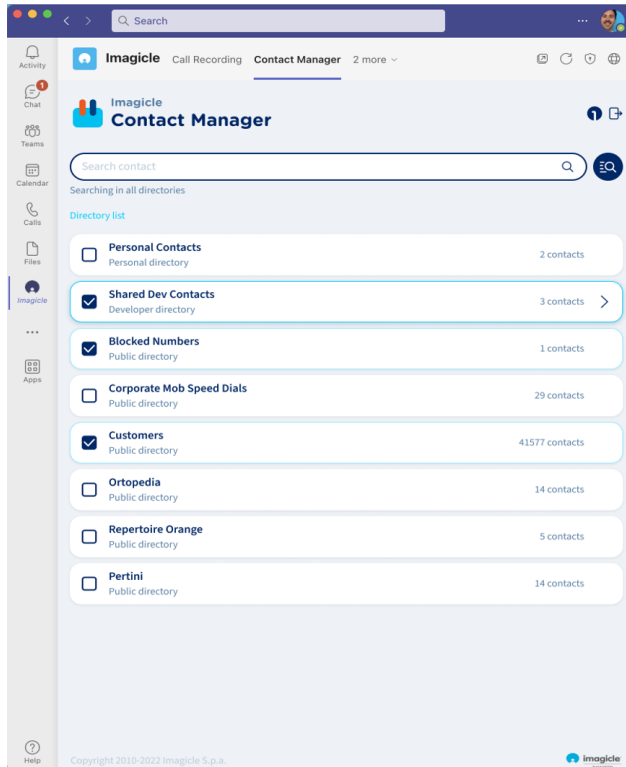 Search
Activity
Imagicle Call Recording Contact Manager 2 more
1
Chat
Teams
Calendar
Calls
Files
Imagicle
Apps
Help
Imagicle
Contact Manager
Search contact
Searching in all directories
Directory list
Personal Contacts
Personal directory
2 contacts
Shared Dev Contacts
Developer directory
3 contacts
Blocked Numbers
Public directory
1 contacts
Corporate Mob Speed Dials
Public directory
29 contacts
Customers
Public directory
41577 contacts
Ortopedia
Public directory
14 contacts
Repertoire Orange
Public directory
5 contacts
Pertini
Public directory
14 contacts
Copyright 2010-2022 Imagicle S.p.a.
imagicle